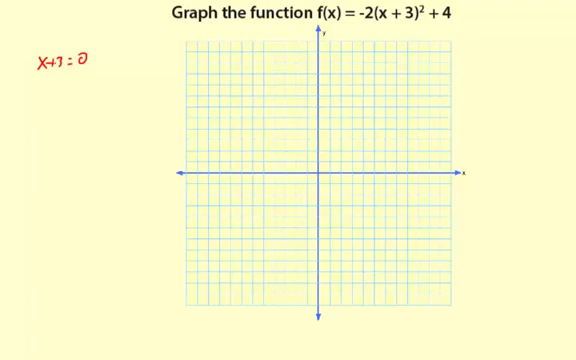 Graph the function f(x) = -2(x + 3)² + 4
y
x+3=0
x